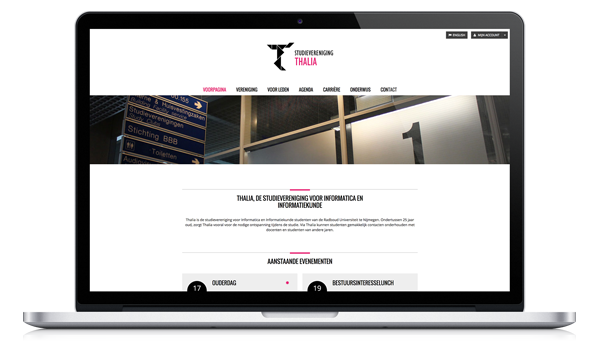 ENGLISH
MIJN ACCOUNT
STUDIEVERENIGING
THALIA
VOORPAGINA VERENIGING VOOR LEDEN AGENDA CARRIÈRE ONDERWIJS CONTACT
& Huisvestingszaken
Studieverenigingen
Stichting BBB
Toiletten
1
THALIA, DE STUDIEVERENIGING VOOR INFORMATICA EN
INFORMATIEKUNDE
Thalia is de studievereniging voor informatica en informatiekunde studenten van de Radboud Universiteit te Nijmegen. Ondertussen 25 jaar
oud, zorgt Thalia vooral voor de nodige ontspanning tijdens de studie. Via Thalia kunnen studenten gemakkelijk contacten onderhouden met
docenten en studenten van andere jaren.
AANSTAANDE EVENEMENTEN
17 OUDERDAG
19 BESTUURSINTERESSELUNCH